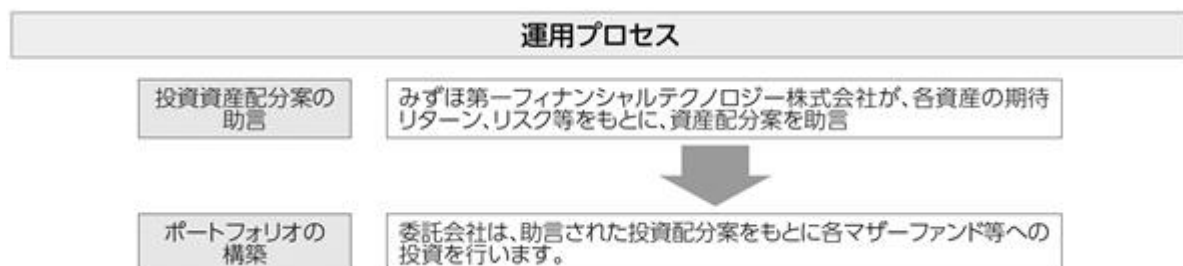 運用プロセス
投資資産配分案の
助言
みずほ第一フィナンシャルテクノロジー株式会社が、各資産の期待
リターン、リスク等をもとに、資産配分案を助言
ポートフォリオの
構築
委託会社は、助言された投資配分案をもとに各マザーファンド等への
投資を行います。